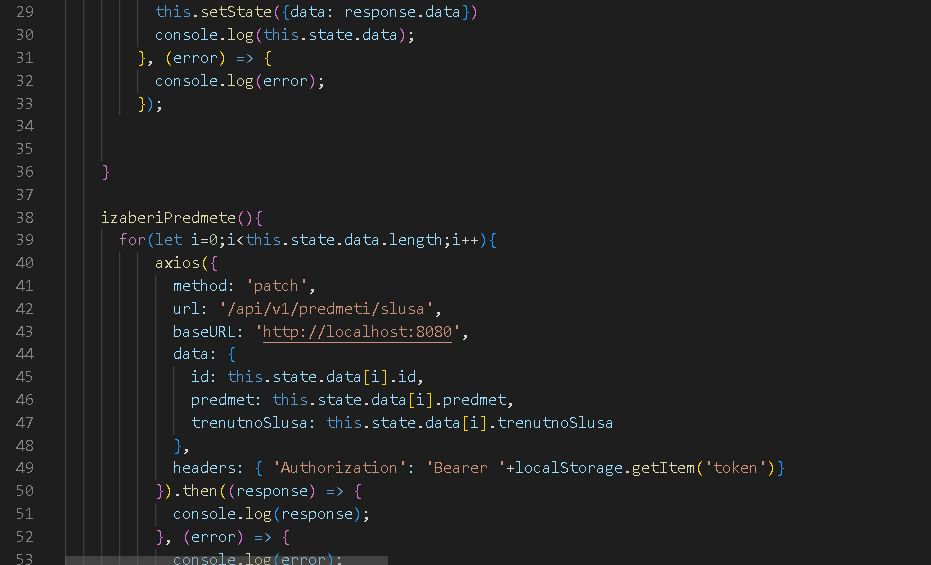 29 this.setState({data: response.data})
30 console.log(this.state.data);
31 }, (error) => {
32 console.log(error);
33 });
34
35
36 }
37
38 izaberiPredmete(){
39 for(let i=0;i<this.state.data.length;i++){
40 axios({
41 method: 'patch',
42 url: '/api/v1/predmeti/slusa',
43 baseURL: 'http://localhost:8080',
44 data: {
45 id: this.state.data[i].id,
46 predmet: this.state.data[i].predmet,
47 trenutnoSlusa: this.state.data[i].trenutnoSlusa
48 },
49 headers: { 'Authorization': 'Bearer '+localStorage.getItem('token')}
50 }).then((response) => {
51 console.log(response);
52 }, (error) => {
53 console.log(error);